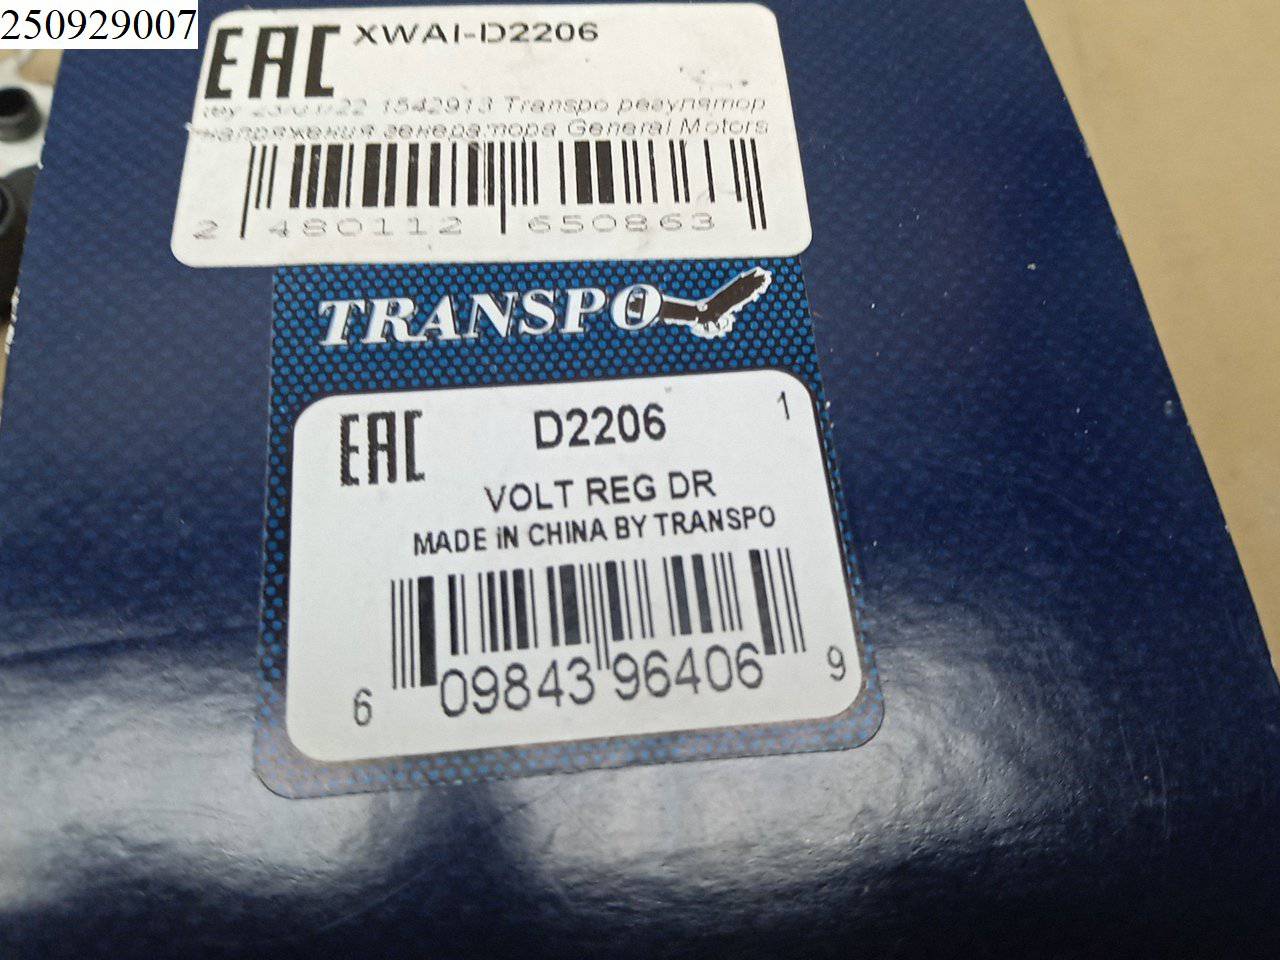 250929007
EAC XWAI-D2206
1542913 Transpo регулятор
напряжения генератора General Motors
2 480112 650863
TRANSPO
EAC D2206 1
VOLT REG DR
MADE iN CHINA BY TRANSPO
6 09843 96406 9